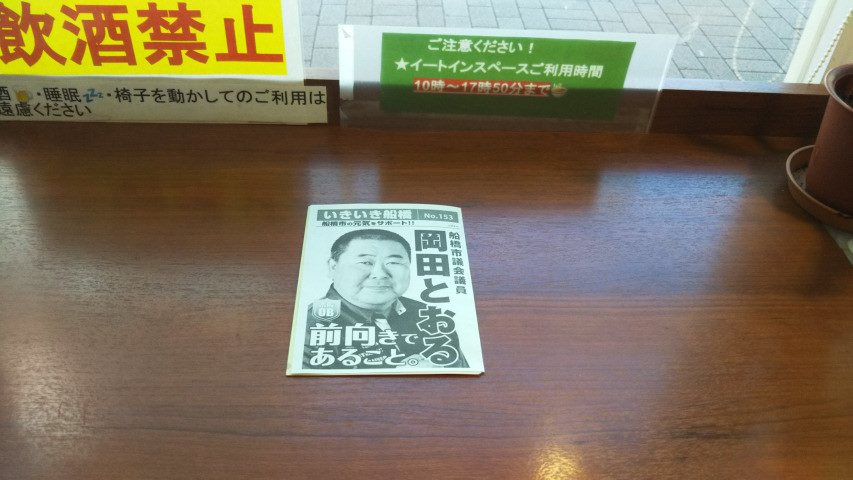 飲酒禁止
酒・睡眠💤・椅子を動かしてのご利用は
遠慮ください
ご注意ください！
★イートインスペースご利用時間
10時～17時50分まで
いきいき船橋 No.153
船橋市の元気をサポート!!
船橋市議会議員
岡田とおる
OB
前向きで
あること。